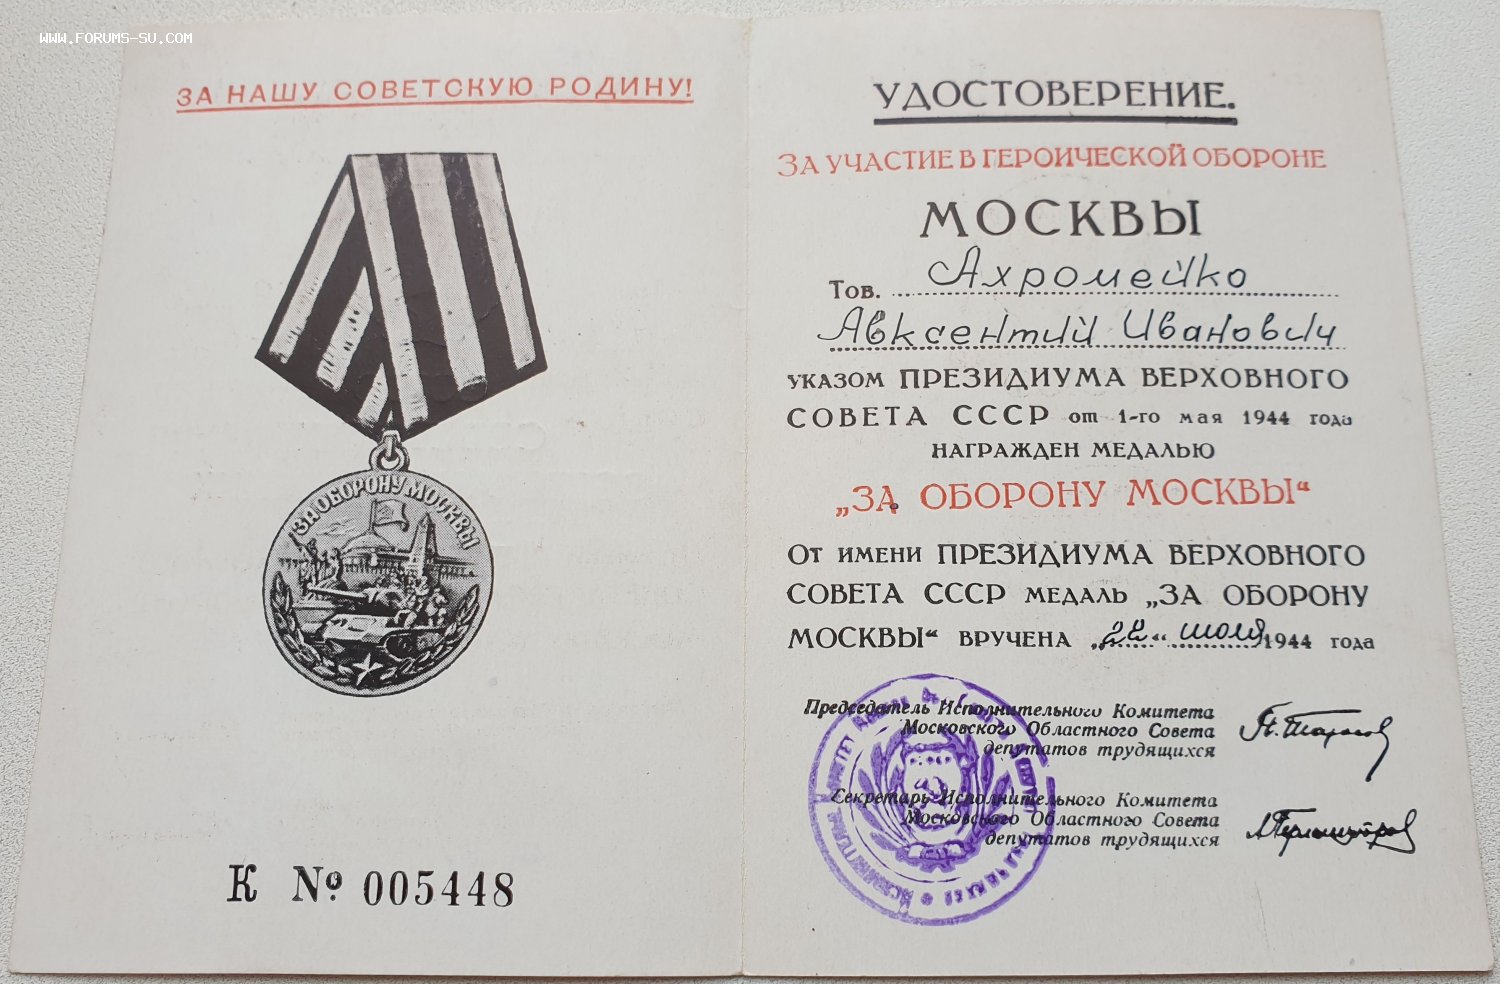 WWW.FORUMS-SU.COM
ЗА НАШУ СОВЕТСКУЮ РОДИНУ!
ЗА ОБОРОНУ МОСКВЫ
К № 005448
УДОСТОВЕРЕНИЕ.
ЗА УЧАСТИЕ В ГЕРОИЧЕСКОЙ ОБОРОНЕ
МОСКВЫ
Тов. Ахромейко
Авксентий Иванович
УКАЗОМ ПРЕЗИДИУМА ВЕРХОВНОГО
СОВЕТА СССР от 1-го мая 1944 года
НАГРАЖДЕН МЕДАЛЬЮ
„ЗА ОБОРОНУ МОСКВЫ“
ОТ ИМЕНИ ПРЕЗИДИУМА ВЕРХОВНОГО
СОВЕТА СССР МЕДАЛЬ „ЗА ОБОРОНУ
МОСКВЫ“ ВРУЧЕНА „22“ июля 1944 года
Председатель Исполнительного Комитета
Московского Областного Совета
депутатов трудящихся
Секретарь Исполнительного Комитета
Московского Областного Совета
депутатов трудящихся